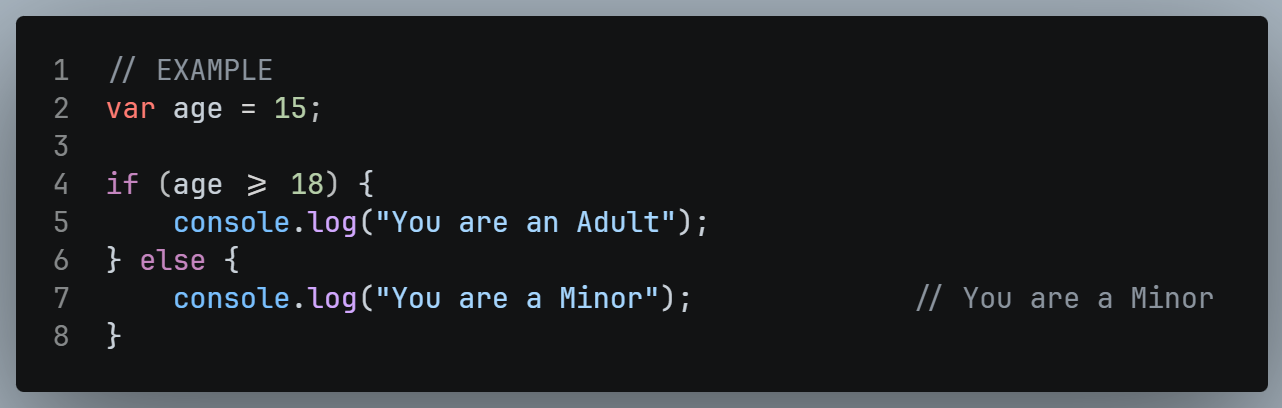 1 // EXAMPLE
2 var age = 15;
3
4 if (age >= 18) {
5     console.log("You are an Adult");
6 } else {
7     console.log("You are a Minor");             // You are a Minor
8 }